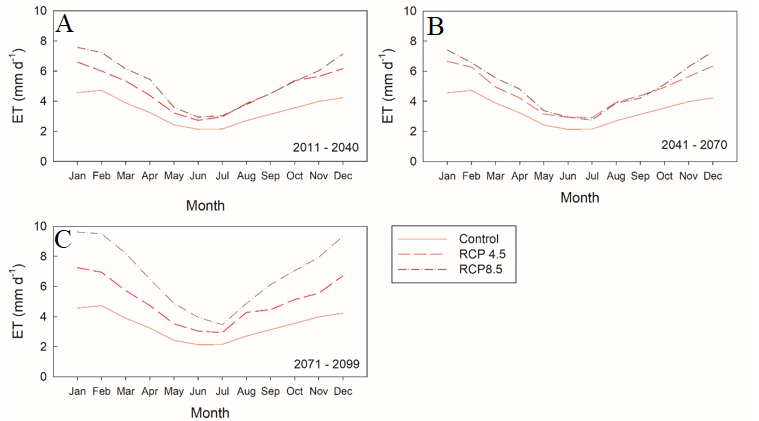 A
10
8
6
4
2
0
ET (mm d-1)
Jan Feb Mar Apr May Jun Jul Aug Sep Oct Nov Dec
2011 - 2040
Month
B
10
8
6
4
2
0
ET (mm d-1)
Jan Feb Mar Apr May Jun Jul Aug Sep Oct Nov Dec
2041 - 2070
Month
C
10
8
6
4
2
0
ET (mm d-1)
Jan Feb Mar Apr May Jun Jul Aug Sep Oct Nov Dec
2071 - 2099
Month
Control
RCP 4.5
RCP8.5